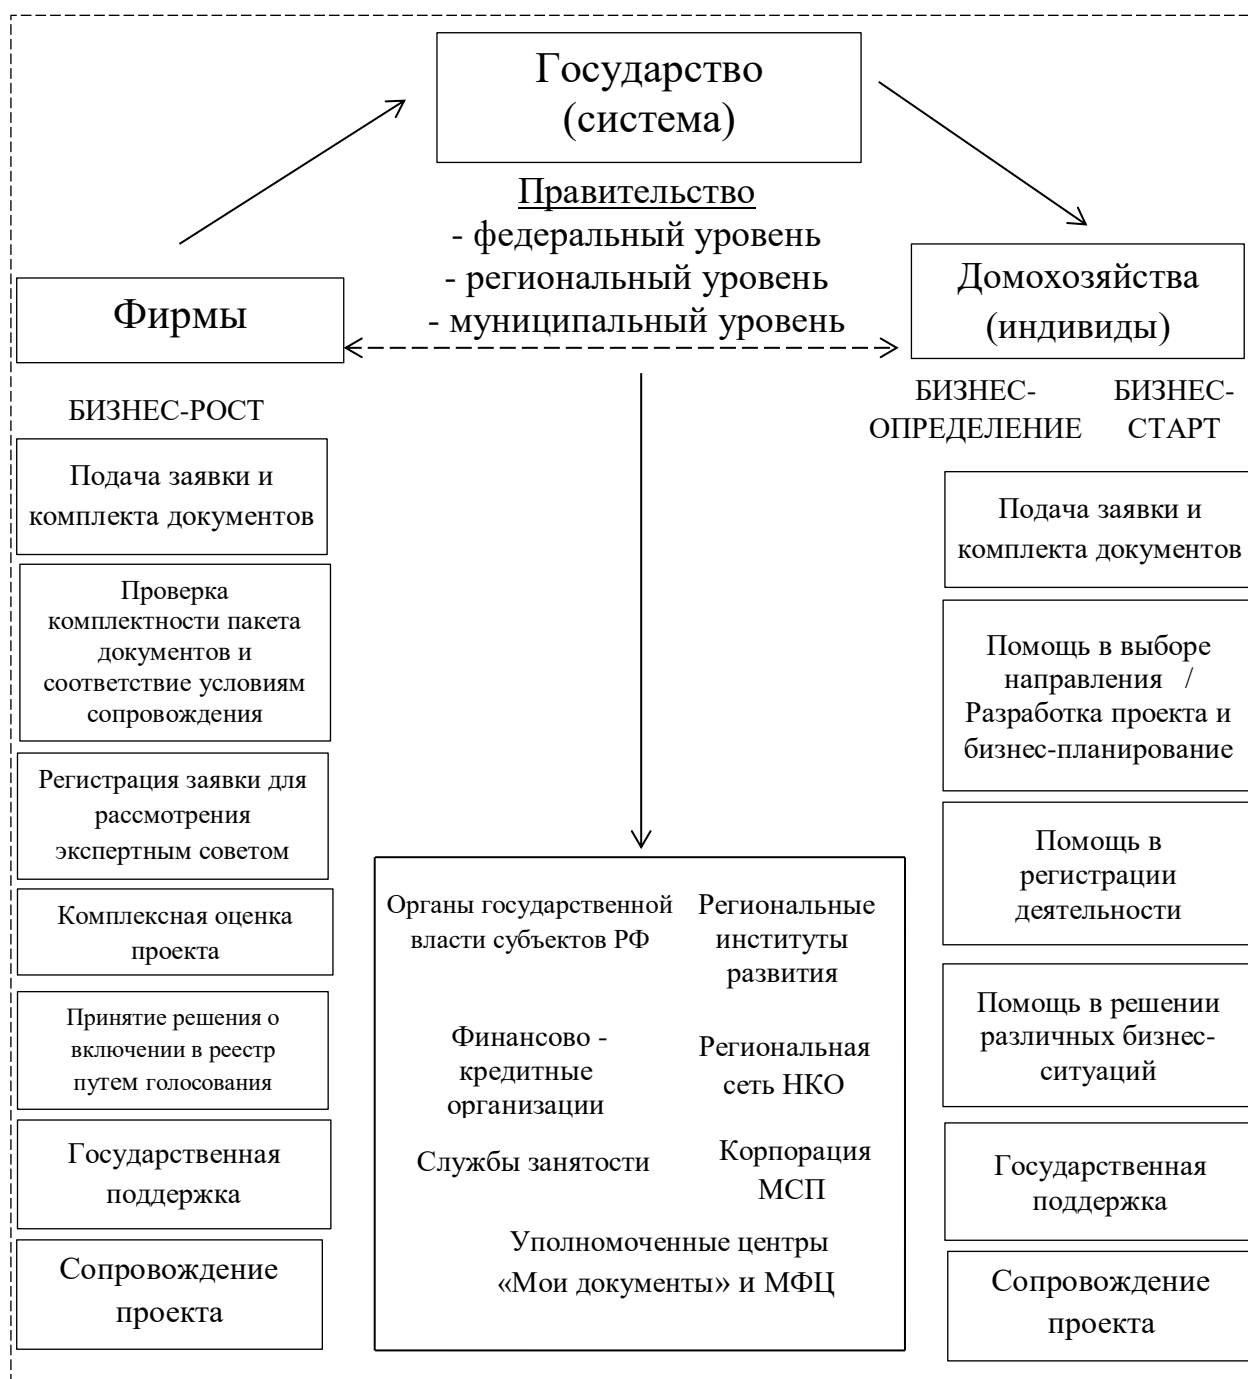 Государство
(система)
Правительство
- федеральный уровень
- региональный уровень
- муниципальный уровень
Фирмы
Домохозяйства
(индивиды)
БИЗНЕС-РОСТ
Подача заявки и
комплекта документов
Проверка
комплектности пакета
документов и
соответствие условиям
сопровождения
Регистрация заявки для
рассмотрения
экспертным советом
Комплексная оценка
проекта
Принятие решения о
включении в реестр
путем голосования
Государственная
поддержка
Сопровождение
проекта
Органы государственной
власти субъектов РФ
Региональные
институты
развития
Финансово -
кредитные
организации
Региональная
сеть НКО
Службы занятости
Корпорация
МСП
Уполномоченные центры
«Мои документы» и МФЦ
БИЗНЕС-
ОПРЕДЕЛЕНИЕ
БИЗНЕС-
СТАРТ
Подача заявки и
комплекта документов
Помощь в выборе
направления /
Разработка проекта и
бизнес-планирование
Помощь в
регистрации
деятельности
Помощь в решении
различных бизнес-
ситуаций
Государственная
поддержка
Сопровождение
проекта